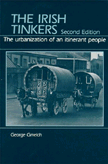 THE IRISH
TINKERS Second Edition
The urbanization of an itinerant people
George Gmelch